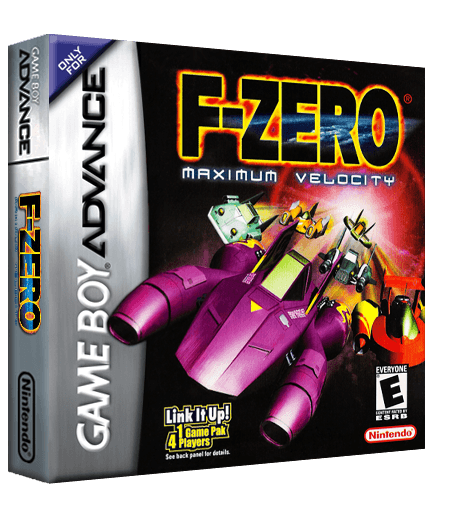 GAME BOY
ADVANCE
F-ZERO
Nintendo®
ONLY
FOR
GAME BOY ADVANCE
F-ZERO®
MAXIMUM VELOCITY
Link It Up!
1 Game Pak
4 Players
See back panel for details.
EVERYONE
E
CONTENT RATED BY
ESRB
Nintendo